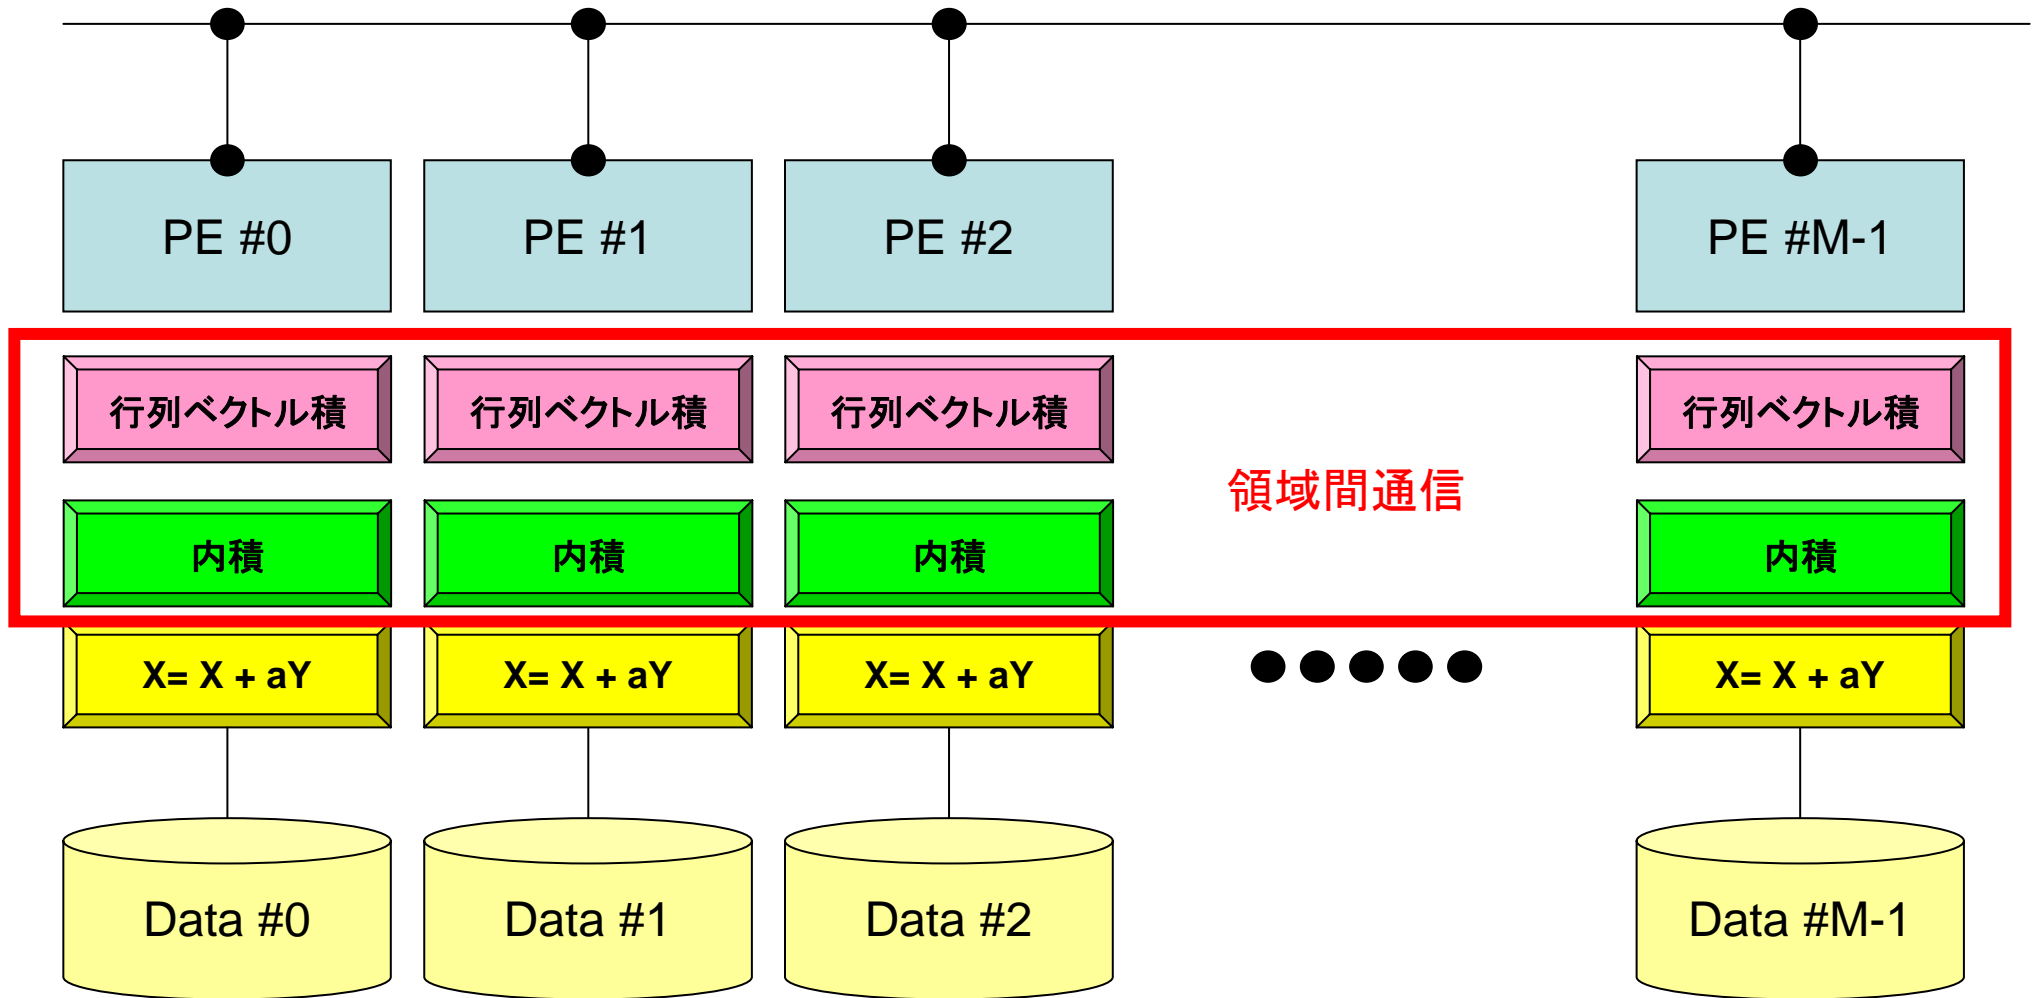 PE #0
PE #1
PE #2
PE #M-1
行列ベクトル積
行列ベクトル積
行列ベクトル積
行列ベクトル積
領域間通信
内積
内積
内積
内積
X= X + aY
X= X + aY
X= X + aY
X= X + aY
Data #0
Data #1
Data #2
Data #M-1